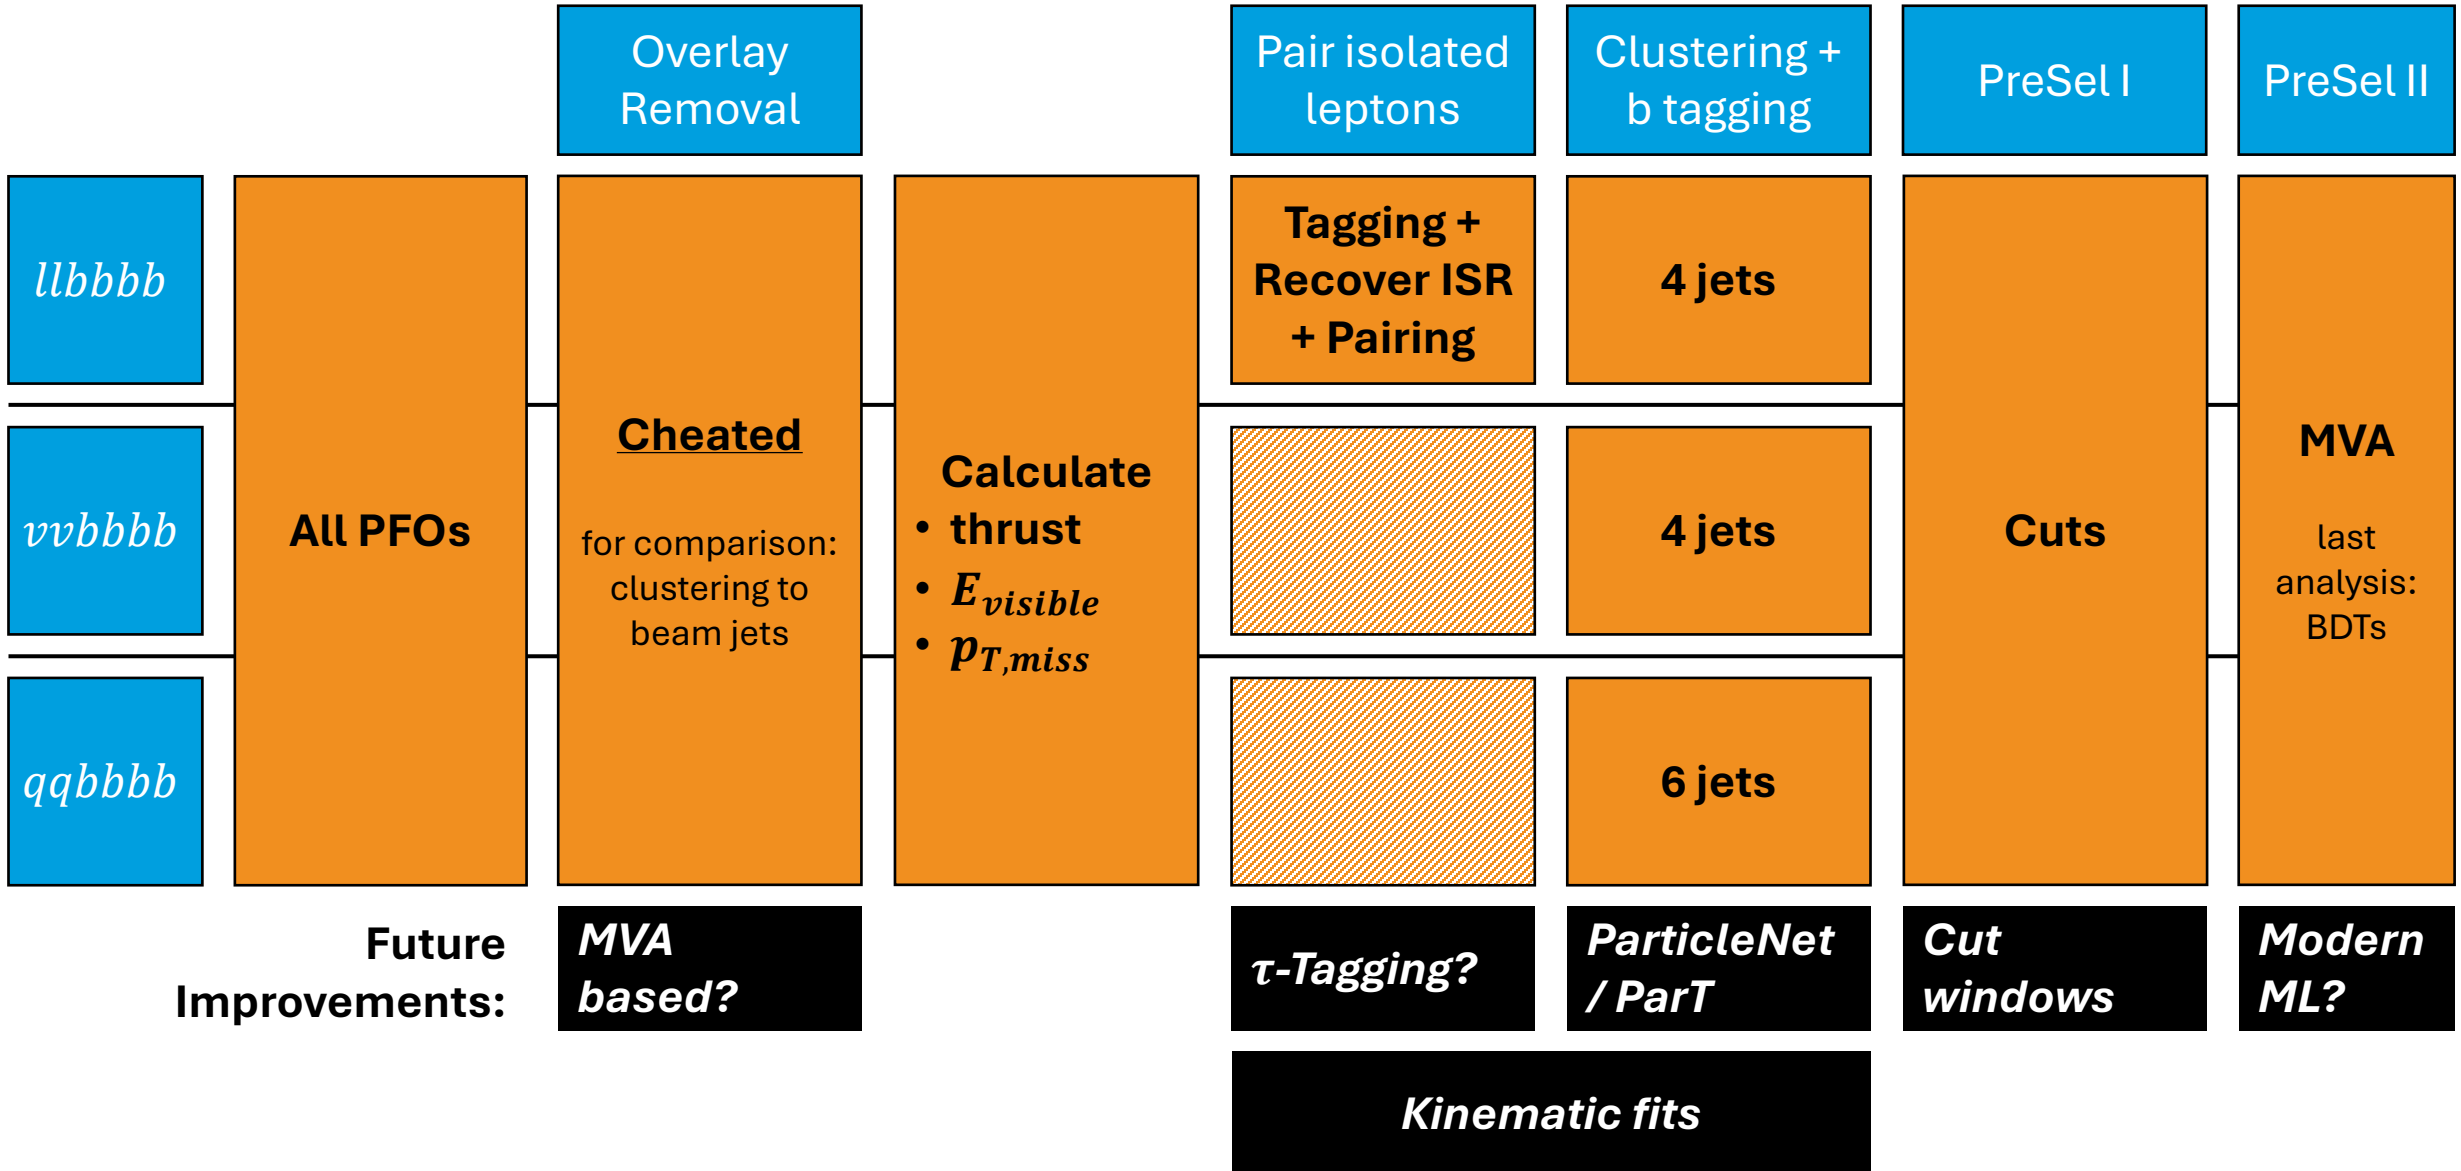 Overlay
Removal
Pair isolated
leptons
Clustering +
b tagging
PreSel I
PreSel II
llbbbb
All PFOs
Cheated
for comparison:
clustering to
beam jets
Calculate
• thrust
• E_visible
• p_T,miss
Tagging +
Recover ISR
+ Pairing
4 jets
Cuts
MVA
last
analysis:
BDTs
ννbbbb
4 jets
qqbbbb
6 jets
Future
Improvements:
MVA
based?
τ-Tagging?
ParticleNet
/ ParT
Cut
windows
Modern
ML?
Kinematic fits